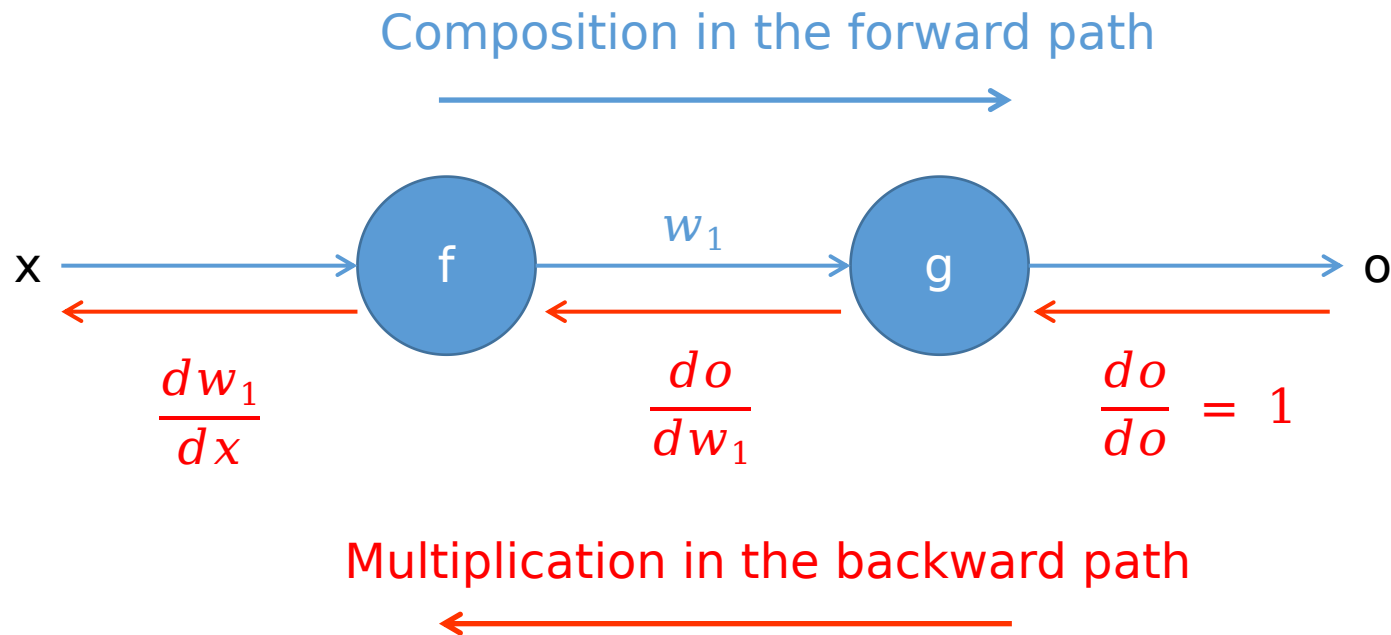 Composition in the forward path
w₁
x f g o
dw₁/dx do/dw₁ do/do = 1
Multiplication in the backward path